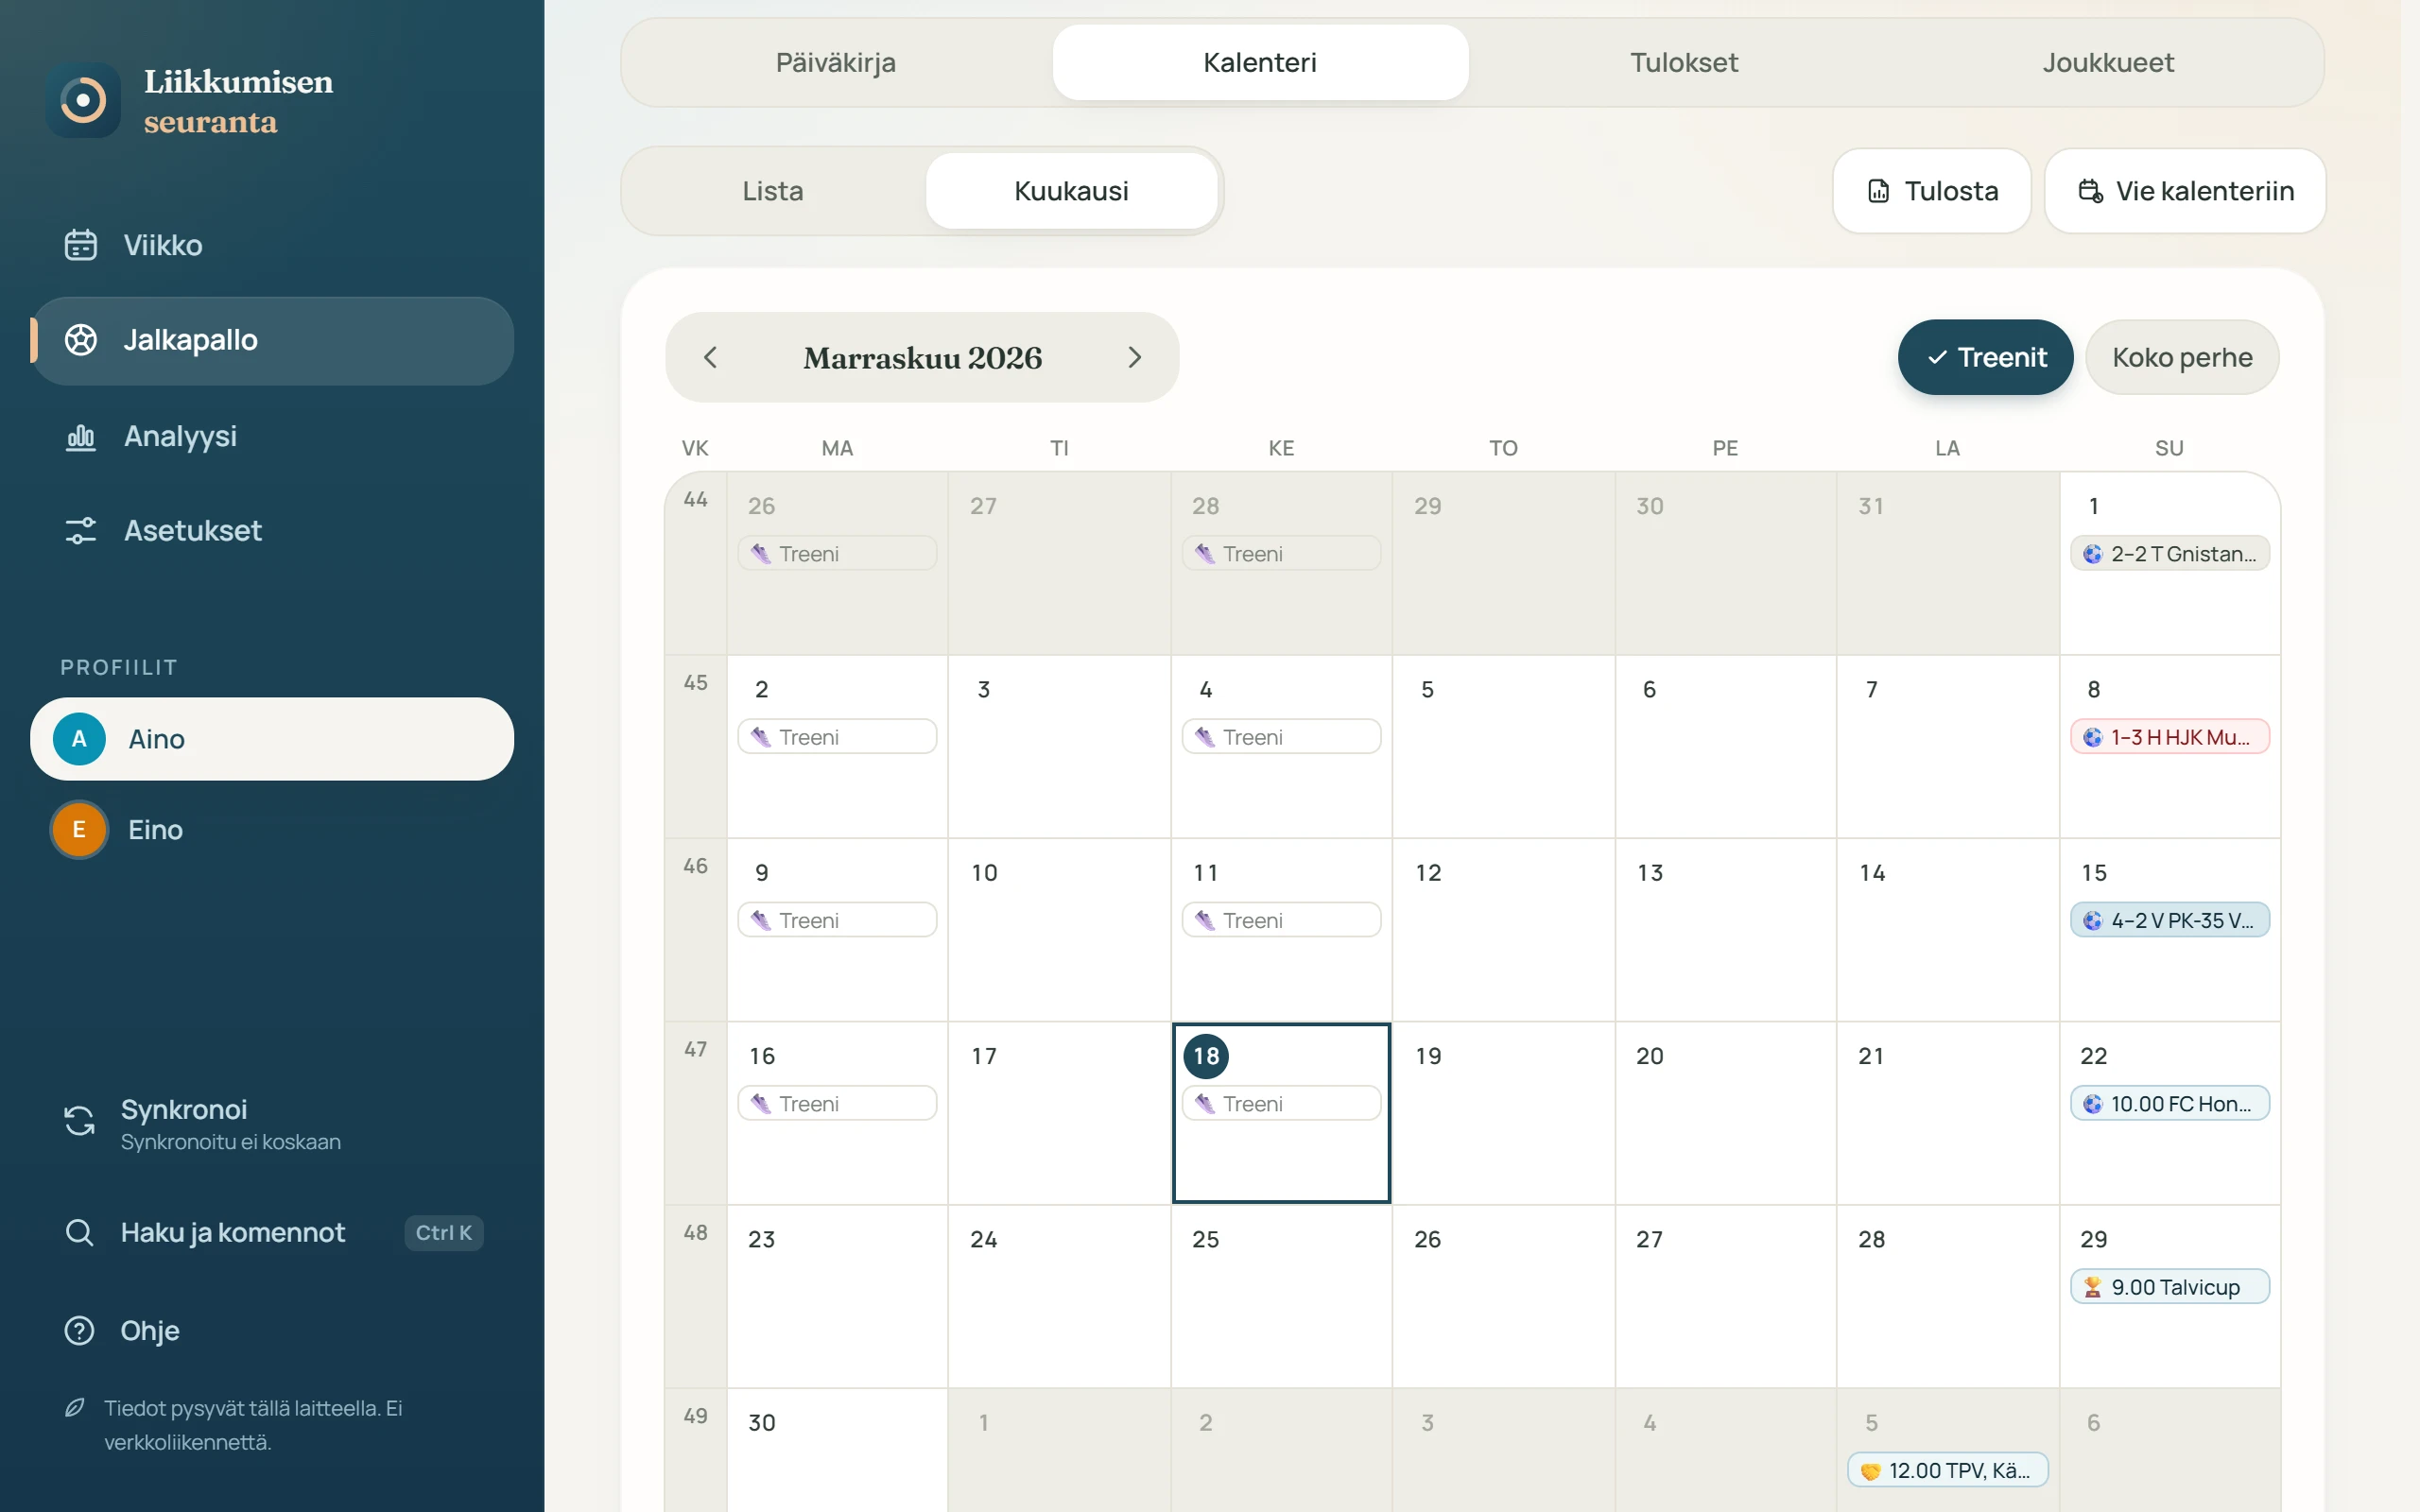 Liikkumisen
seuranta
Viikko
Jalkapallo
Analyysi
Asetukset
PROFIILIT
A Aino
E Eino
Synkronoi
Synkronoitu ei koskaan
Haku ja komennot Ctrl K
Ohje
Tiedot pysyvät tällä laitteella. Ei
verkkoliikennettä.
Päiväkirja Kalenteri Tulokset Joukkueet
Lista Kuukausi Tulosta Vie kalenteriin
Marraskuu 2026 Treenit Koko perhe
VK MA TI KE TO PE LA SU
44 26 27 28 29 30 31 1
Treeni Treeni 2–2 T Gnistan...
45 2 3 4 5 6 7 8
Treeni Treeni 1–3 H HJK Mu...
46 9 10 11 12 13 14 15
Treeni Treeni 4–2 V PK-35 V...
47 16 17 18 19 20 21 22
Treeni Treeni 10.00 FC Hon...
48 23 24 25 26 27 28 29
9.00 Talvicup
49 30 1 2 3 4 5 6
12.00 TPV, Kä...